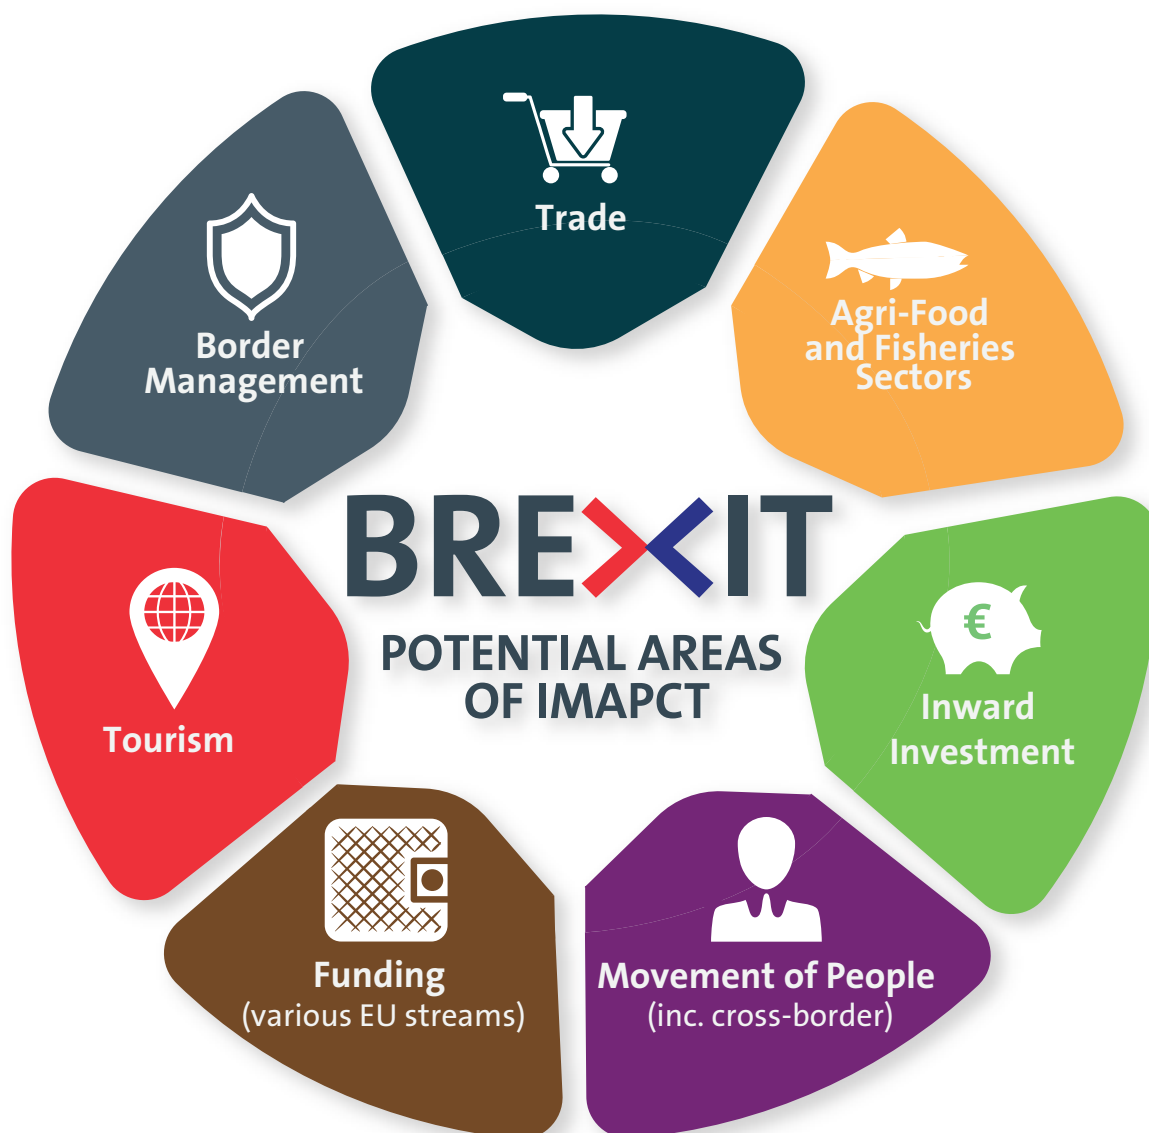 Trade
Agri-Food
and Fisheries
Sectors
Border
Management
BREXIT
POTENTIAL AREAS
OF IMAPCT
€
Inward
Investment
Tourism
Funding
(various EU streams)
Movement of People
(inc. cross-border)